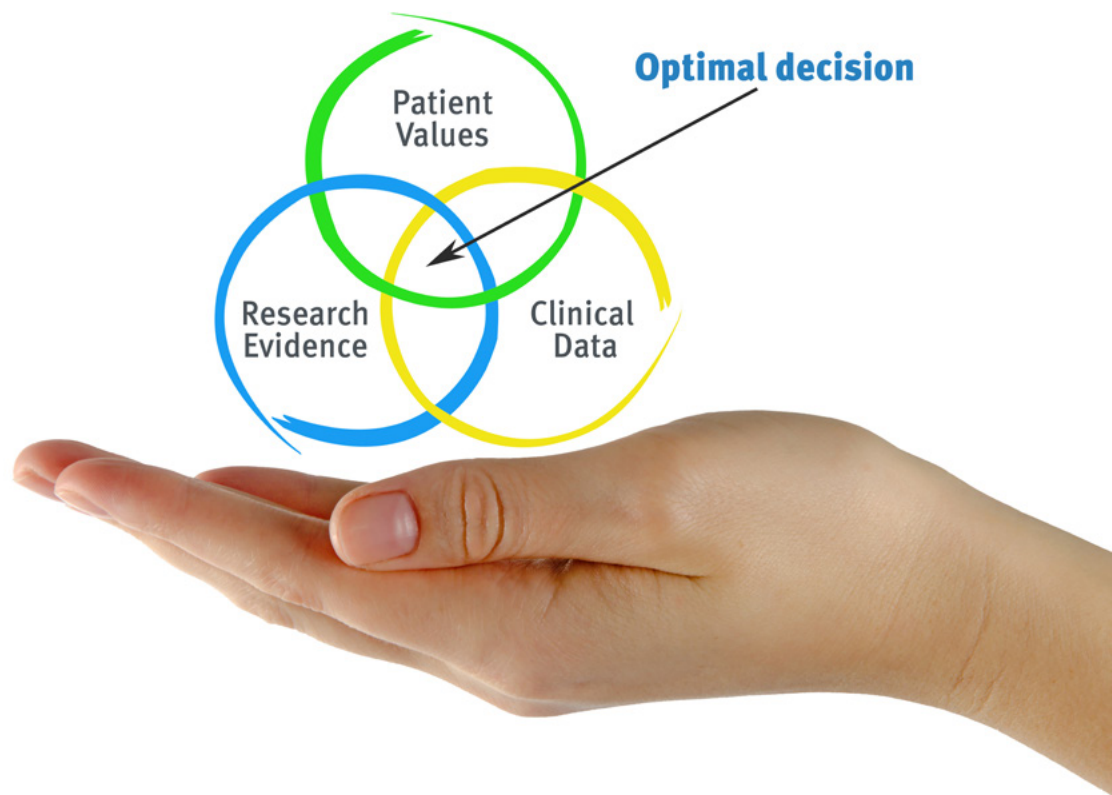 Optimal decision
Patient
Values
Research
Evidence
Clinical
Data